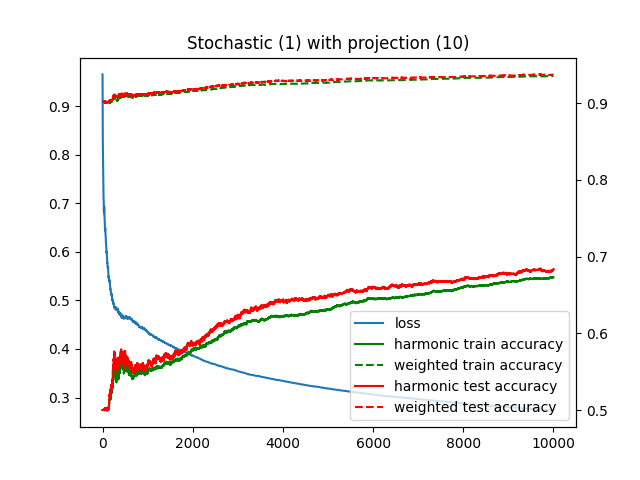 Stochastic (1) with projection (10)
0.9
0.8
0.7
0.6
0.5
0.4
0.3
0.9
0.8
0.7
0.6
0.5
loss
harmonic train accuracy
weighted train accuracy
harmonic test accuracy
weighted test accuracy
0 2000 4000 6000 8000 10000